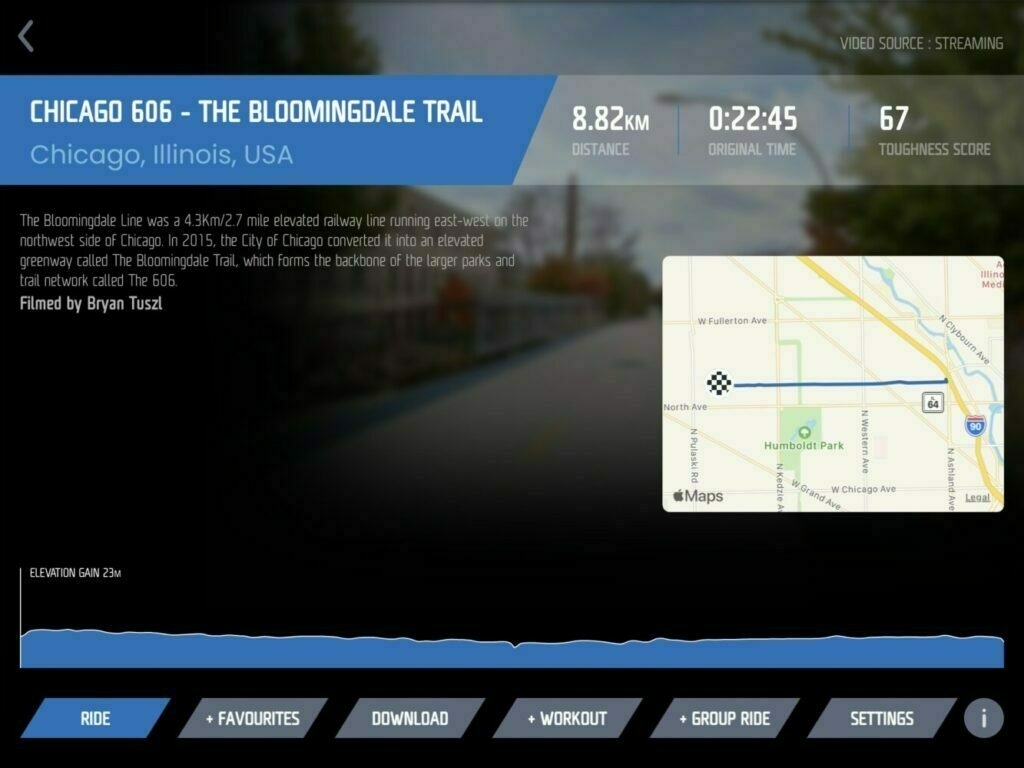 VIDEO SOURCE : STREAMING
CHICAGO 606 - THE BLOOMINGDALE TRAIL
Chicago, Illinois, USA
8.82KM
DISTANCE
0:22:45
ORIGINAL TIME
67
TOUGHNESS SCORE
The Bloomingdale Line was a 4.3Km/2.7 mile elevated railway line running east-west on the
northwest side of Chicago. In 2015, the City of Chicago converted it into an elevated
greenway called The Bloomingdale Trail, which forms the backbone of the larger parks and
trail network called The 606.
Filmed by Bryan Tuszl
A
Illino
Medi
W Fullerton Ave
N Clybourn Ave
IL
64
90
North Ave
N Pulaski Rd
Humboldt Park
N Kedzie A
N Western Ave
N Ashland Ave
W Grand Ave
W Chicago Ave
Maps
Legal
ELEVATION GAIN 23M
RIDE
+ FAVOURITES
DOWNLOAD
+ WORKOUT
+ GROUP RIDE
SETTINGS
i